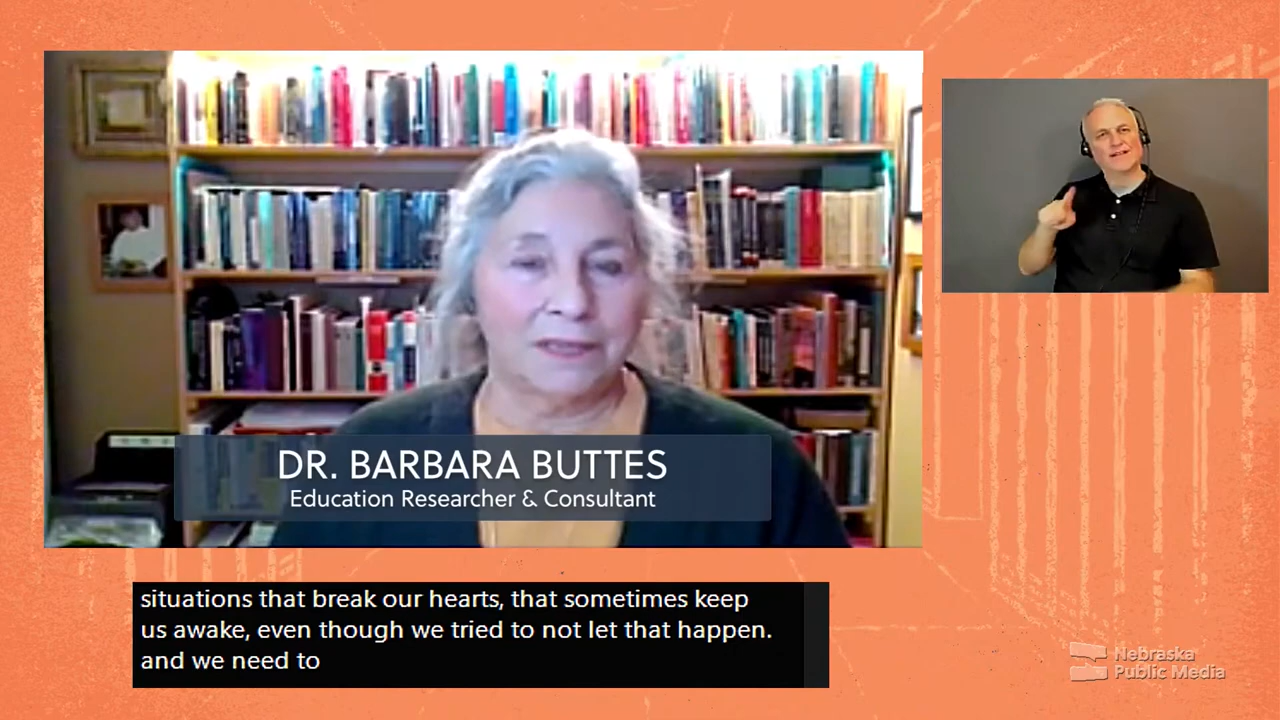 DR. BARBARA BUTTES
Education Researcher & Consultant
situations that break our hearts, that sometimes keep
us awake, even though we tried to not let that happen.
and we need to
Nebraska
Public Media